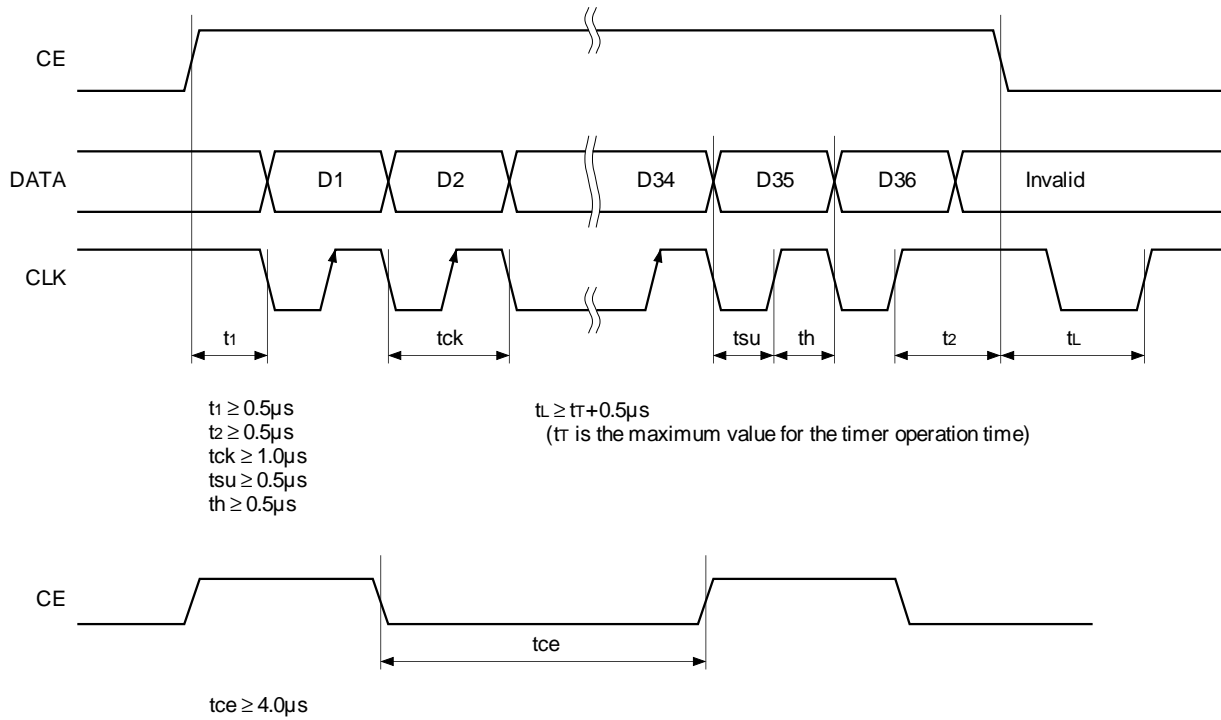 CE
DATA D1 D2 D34 D35 D36 Invalid
CLK
t1 tck tsu th t2 tL
t1 ≥ 0.5µs
t2 ≥ 0.5µs
tck ≥ 1.0µs
tsu ≥ 0.5µs
th ≥ 0.5µs
tL ≥ tT+0.5µs
(tT is the maximum value for the timer operation time)
CE
tce
tce ≥ 4.0µs